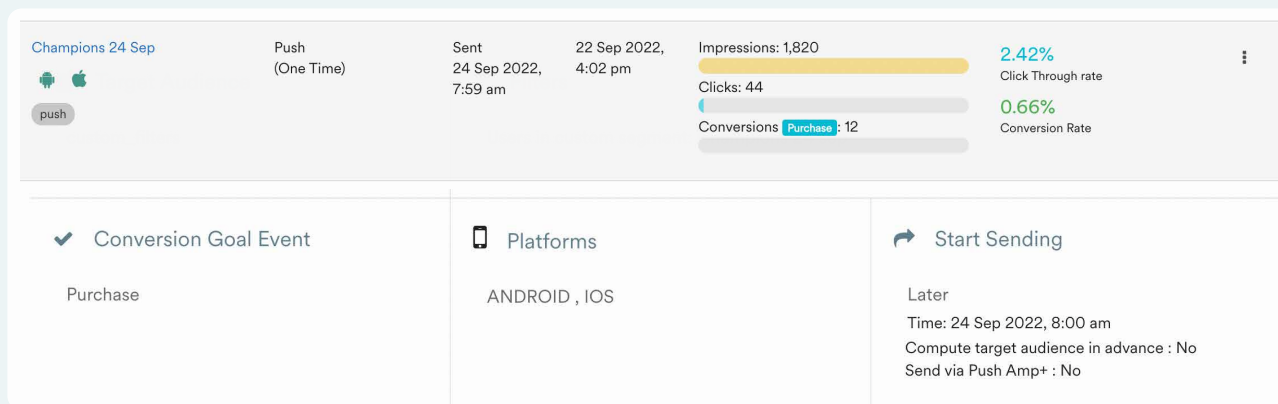 Champions 24 Sep
push
Push
(One Time)
Sent
24 Sep 2022,
7:59 am
22 Sep 2022,
4:02 pm
Impressions: 1,820
Clicks: 44
Conversions Purchase : 12
2.42%
Click Through rate
0.66%
Conversion Rate
Conversion Goal Event
Purchase
Platforms
ANDROID , IOS
Start Sending
Later
Time: 24 Sep 2022, 8:00 am
Compute target audience in advance : No
Send via Push Amp+ : No